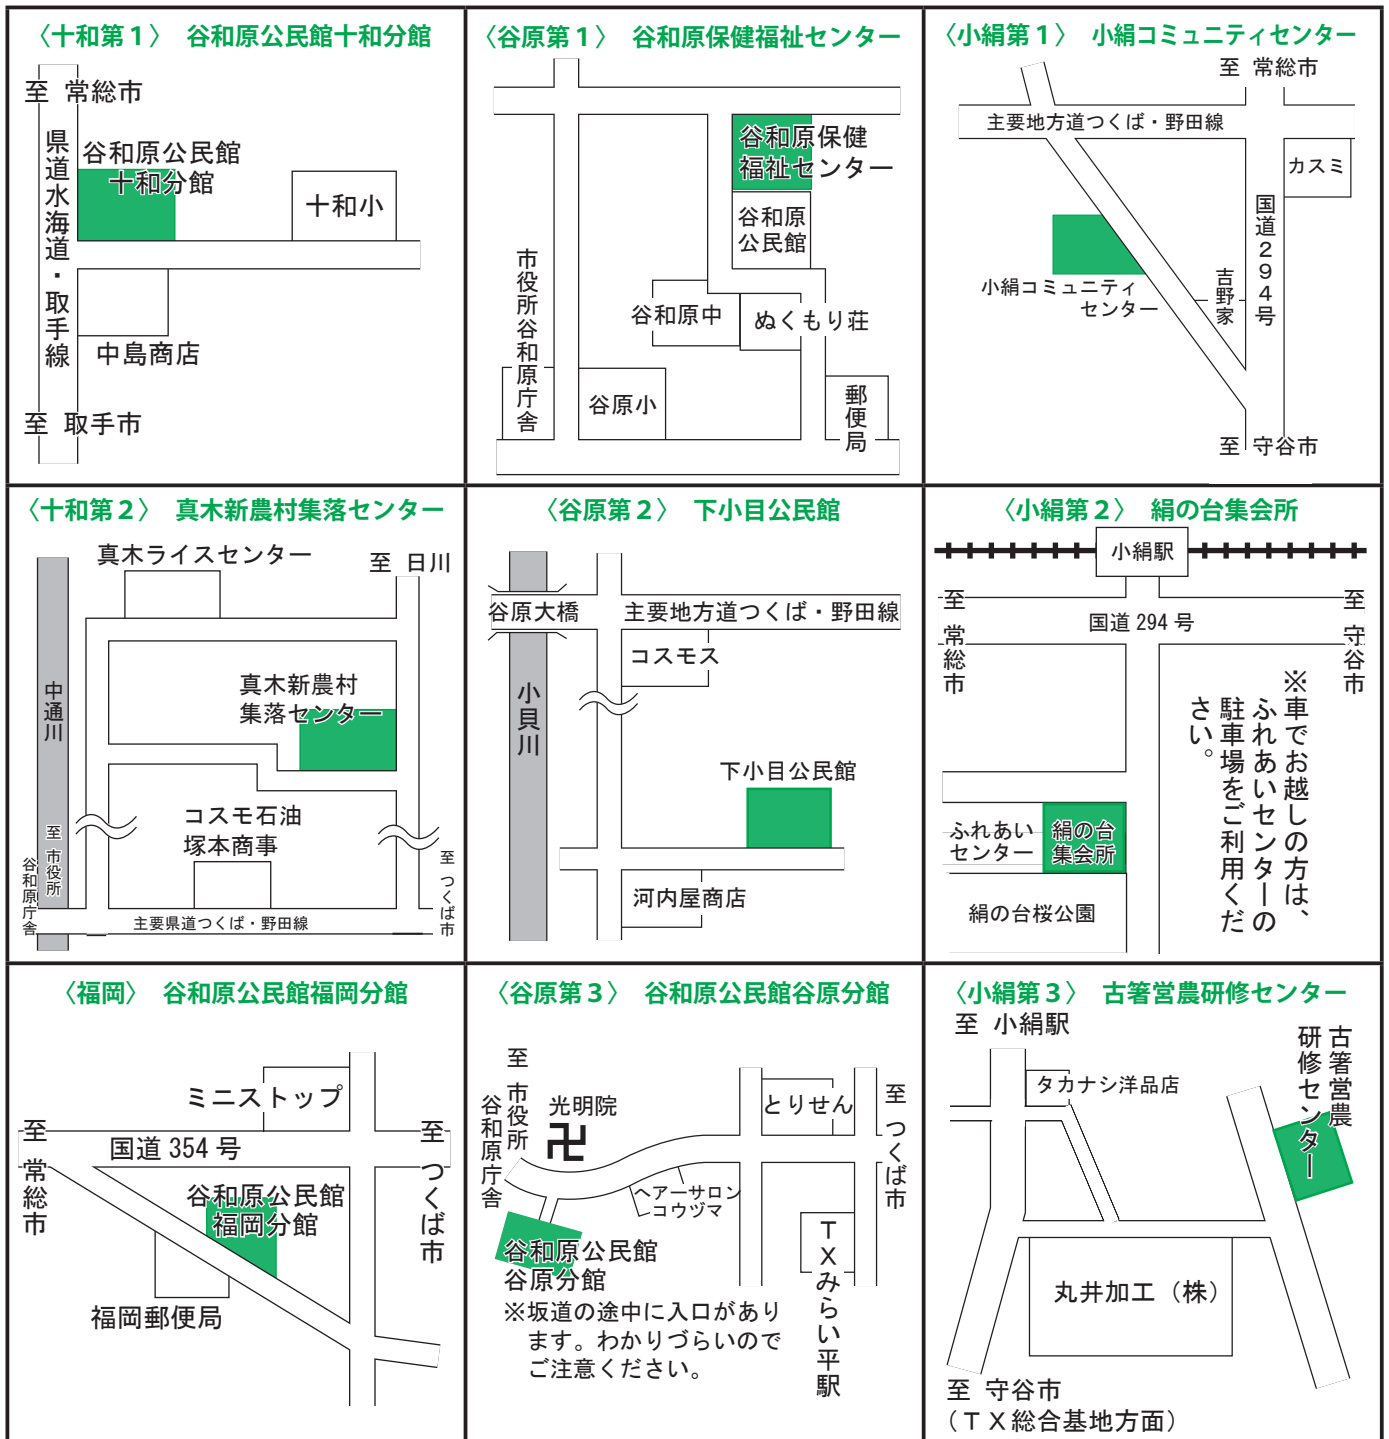 〈十和第１〉 谷和原公民館十和分館
至 常総市
県道水海道・取手線
谷和原公民館
十和分館
十和小
中島商店
至 取手市
〈谷原第１〉 谷和原保健福祉センター
谷和原保健
福祉センター
谷和原
公民館
市役所谷和原庁舎
谷和原中
ぬくもり荘
谷原小
郵便局
〈小絹第１〉 小絹コミュニティセンター
至 常総市
主要地方道つくば・野田線
カスミ
国道２９４号
小絹コミュニティ
センター
吉野家
至 守谷市
〈十和第２〉 真木新農村集落センター
真木ライスセンター
至 日川
中通川
真木新農村
集落センター
コスモ石油
塚本商事
至 市役所
谷和原庁舎
主要県道つくば・野田線
至 つくば市
〈谷原第２〉 下小目公民館
谷原大橋
主要地方道つくば・野田線
コスモス
小貝川
下小目公民館
河内屋商店
〈小絹第２〉 絹の台集会所
小絹駅
至 常総市
国道 294 号
至 守谷市
※車でお越しの方は、
ふれあいセンターの
駐車場をご利用くだ
さい。
ふれあい
センター
絹の台
集会所
絹の台桜公園
〈福岡〉 谷和原公民館福岡分館
ミニストップ
至 常総市
国道 354 号
至 つくば市
谷和原公民館
福岡分館
福岡郵便局
〈谷原第３〉 谷和原公民館谷原分館
至 市役所
谷和原庁舎
光明院
卍
とりせん
至 つくば市
ヘアーサロン
コウヅマ
谷和原公民館
谷原分館
ＴＸみらい平駅
※坂道の途中に入口があり
ます。わかりづらいので
ご注意ください。
〈小絹第３〉 古箸営農研修センター
至 小絹駅
タカナシ洋品店
古箸営農
研修センター
丸井加工（株）
至 守谷市
（ＴＸ総合基地方面）